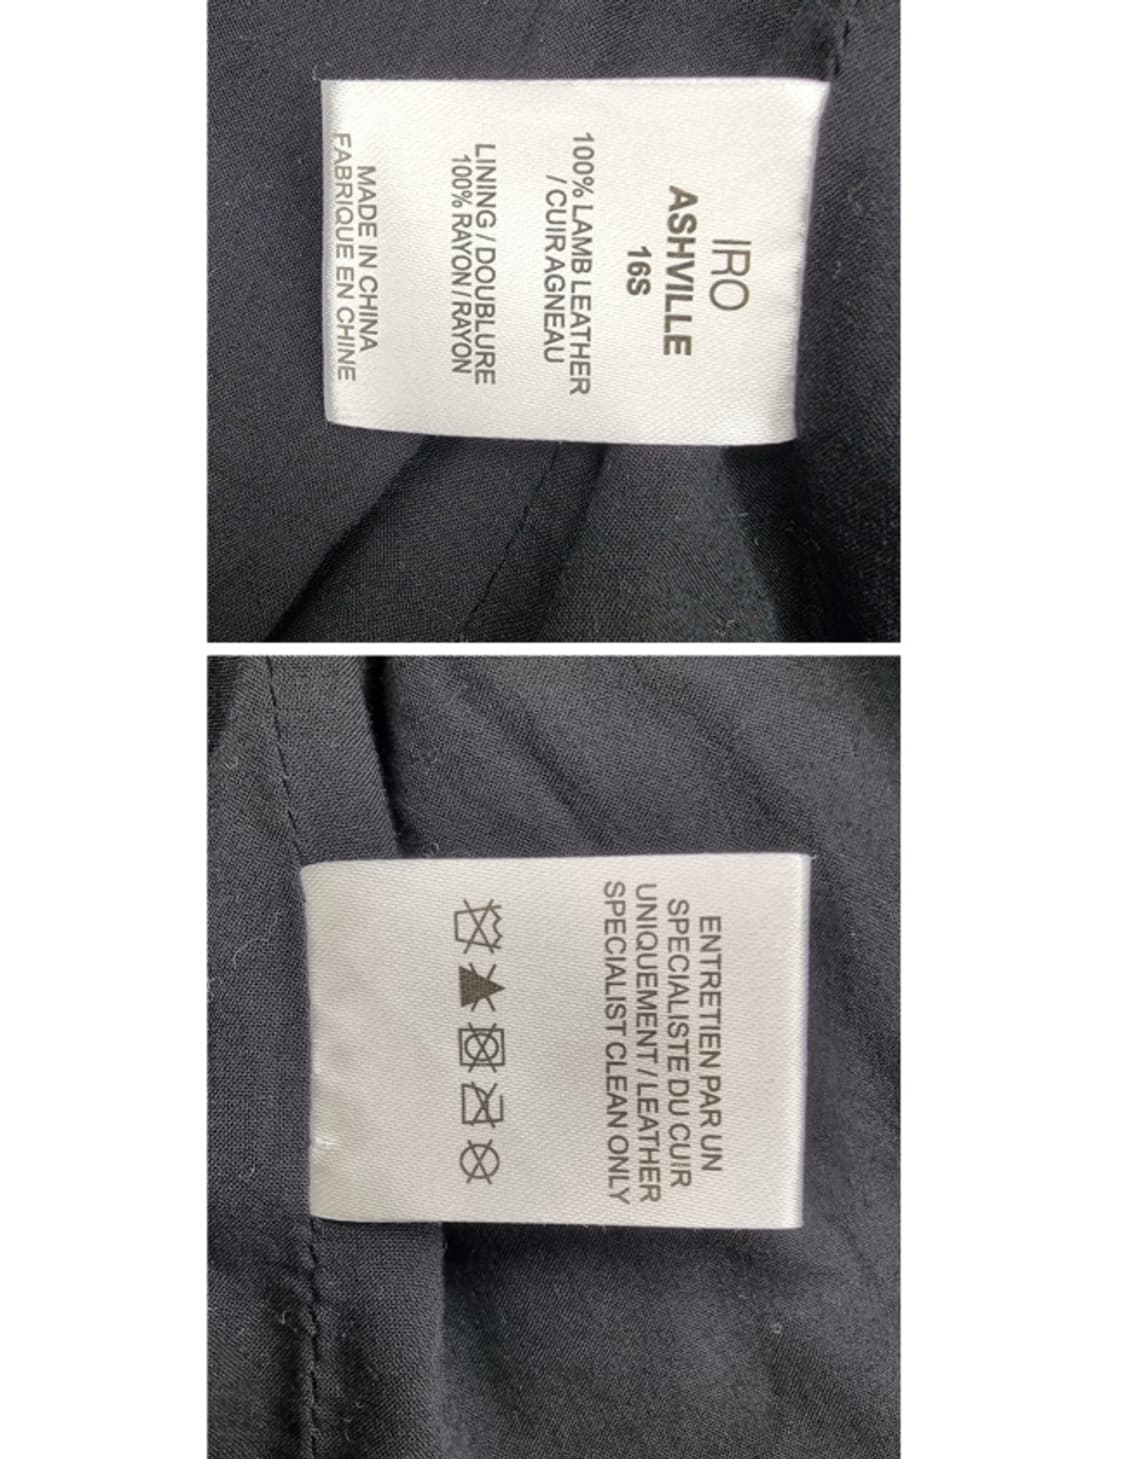 IRO
ASHVILLE
16S
100% LAMB LEATHER
/ CUIR AGNEAU
LINING / DOUBLURE
100% RAYON / RAYON
MADE IN CHINA
FABRIQUE EN CHINE
ENTRETIEN PAR UN
SPECIALISTE DU CUIR
UNIQUEMENT / LEATHER
SPECIALIST CLEAN ONLY